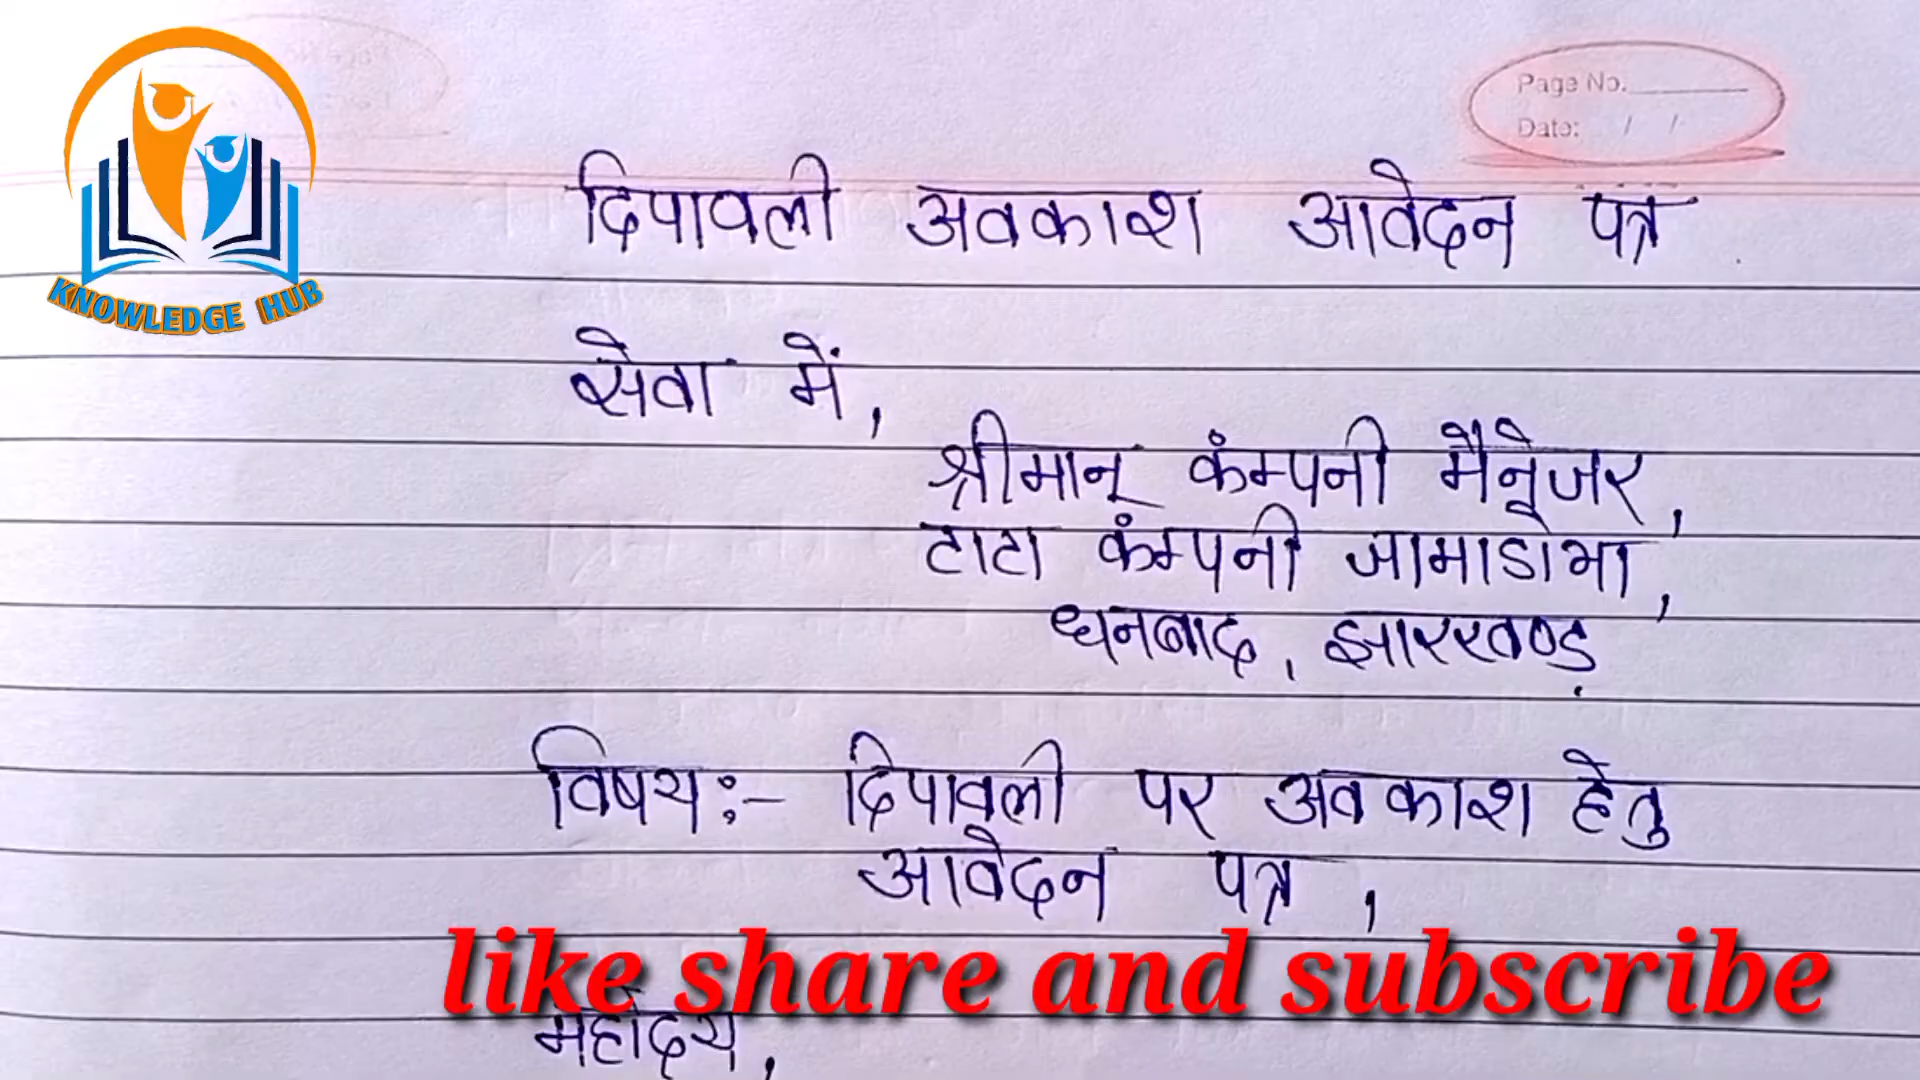 Page No.
Date: / /
KNOWLEDGE HUB
दिपावली अवकाश आवेदन पत्र
सेवा में,
श्रीमान् कंम्पनी मैनेजर,
टाटा कंम्पनी जामाडोभा,
धनबाद, झारखण्ड़
विषय:- दिपावली पर अवकाश हेतु
आवेदन पत्र,
like share and subscribe
महोदय,